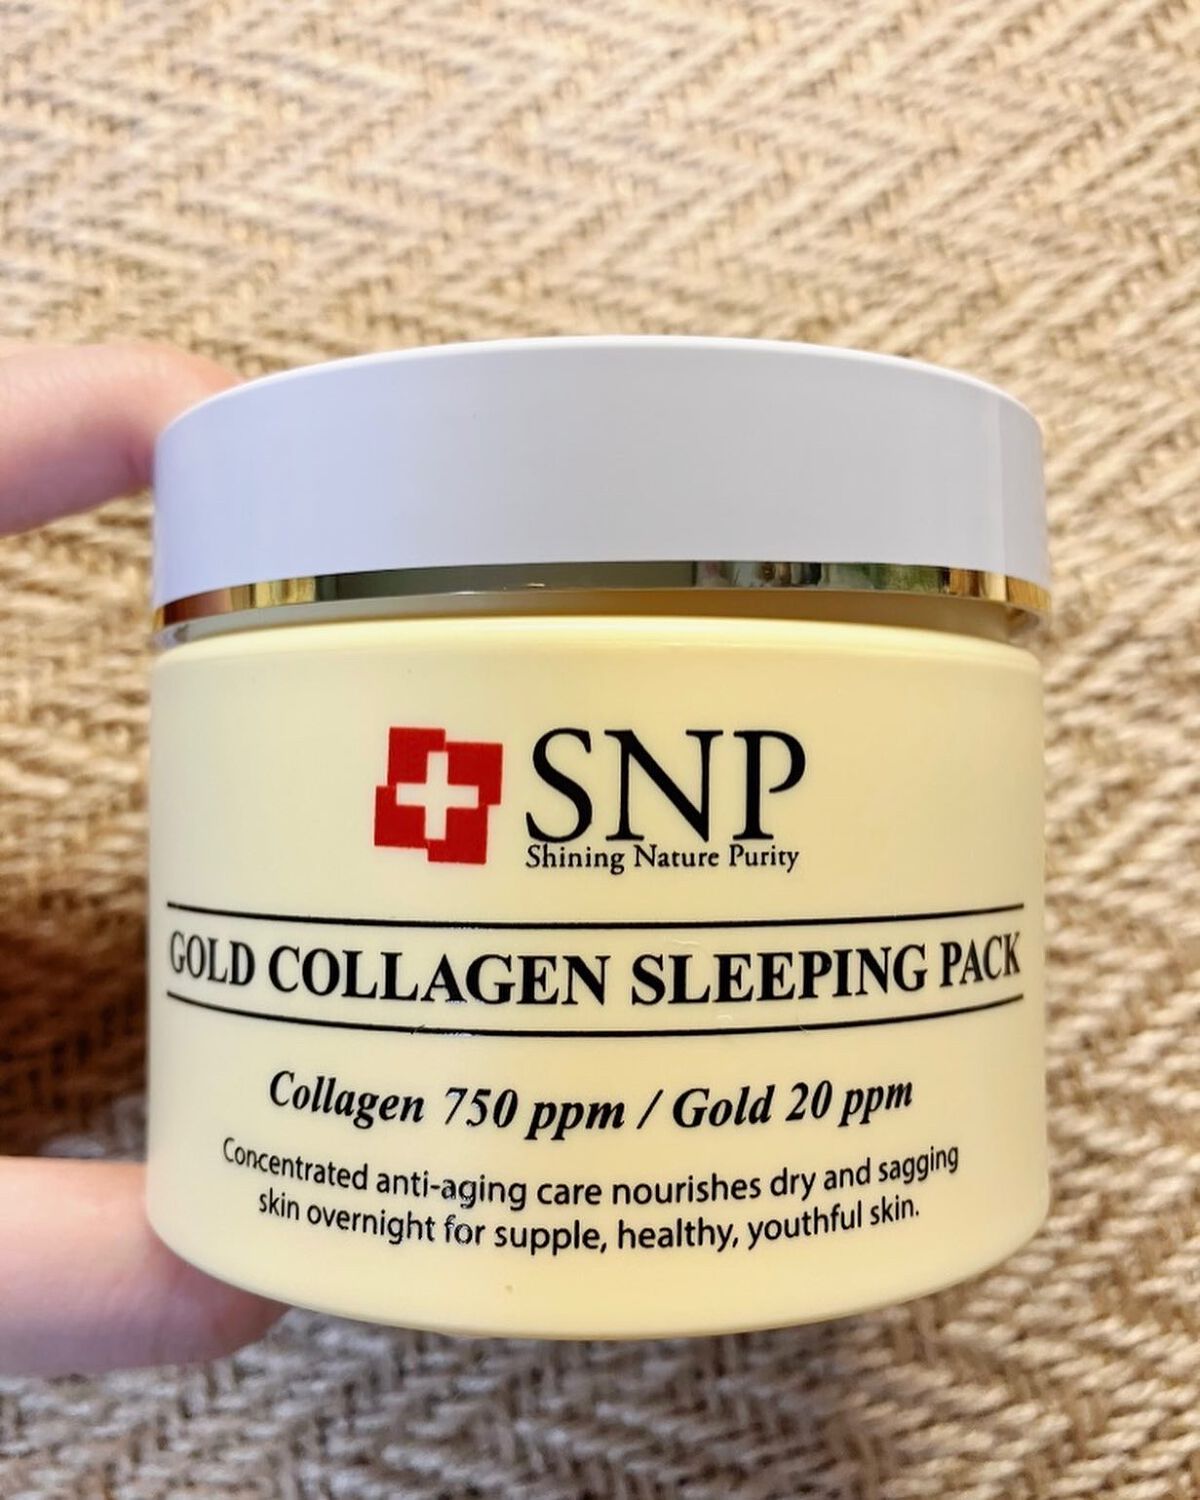 SNP
Shining Nature Purity
GOLD COLLAGEN SLEEPING PACK
Collagen 750 ppm / Gold 20 ppm
Concentrated anti-aging care nourishes dry and sagging
skin overnight for supple, healthy, youthful skin.